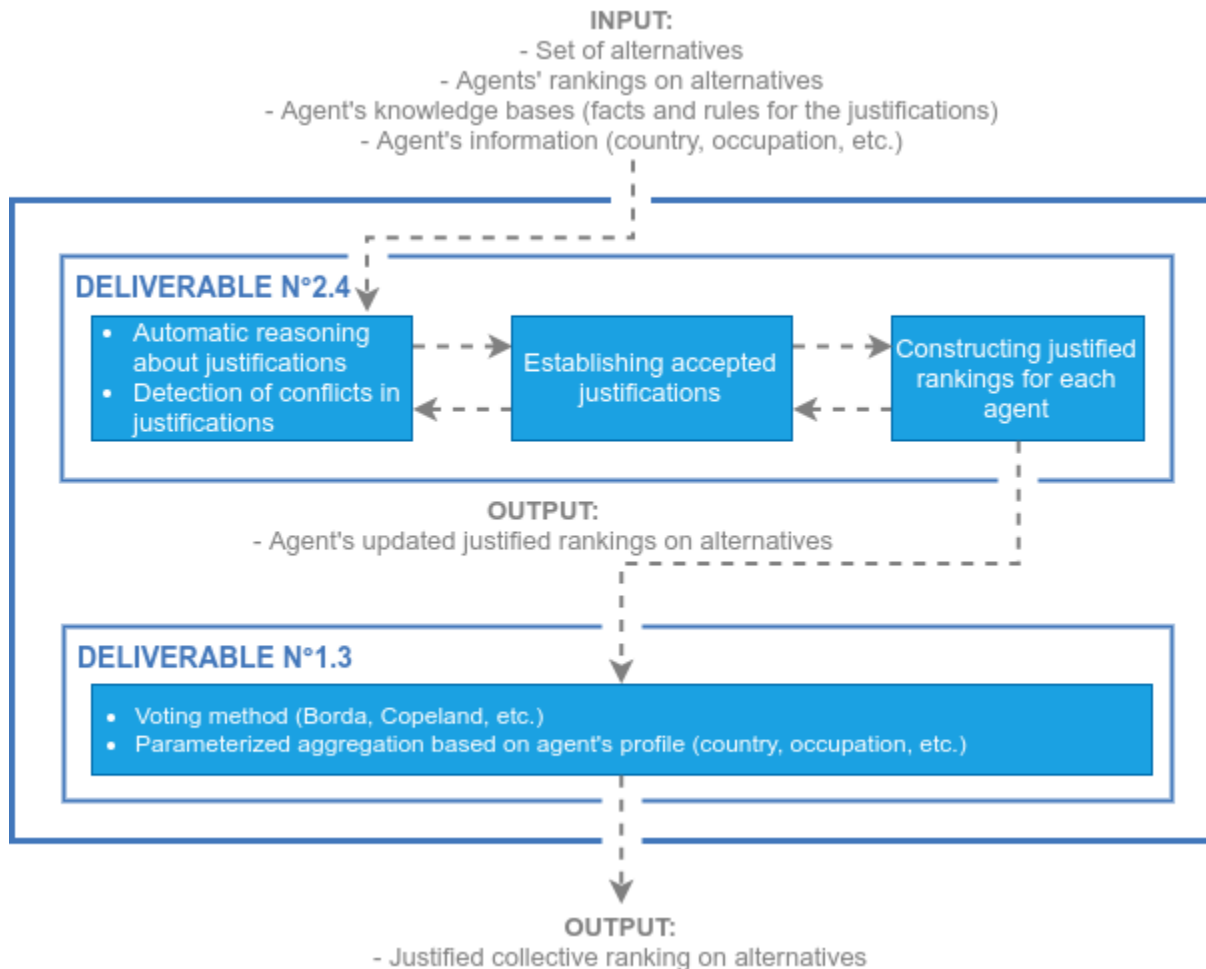 INPUT:
- Set of alternatives
- Agents' rankings on alternatives
- Agent's knowledge bases (facts and rules for the justifications)
- Agent's information (country, occupation, etc.)
DELIVERABLE N°2.4
• Automatic reasoning
about justifications
• Detection of conflicts in
justifications
Establishing accepted
justifications
Constructing justified
rankings for each
agent
OUTPUT:
- Agent's updated justified rankings on alternatives
DELIVERABLE N°1.3
• Voting method (Borda, Copeland, etc.)
• Parameterized aggregation based on agent's profile (country, occupation, etc.)
OUTPUT:
- Justified collective ranking on alternatives